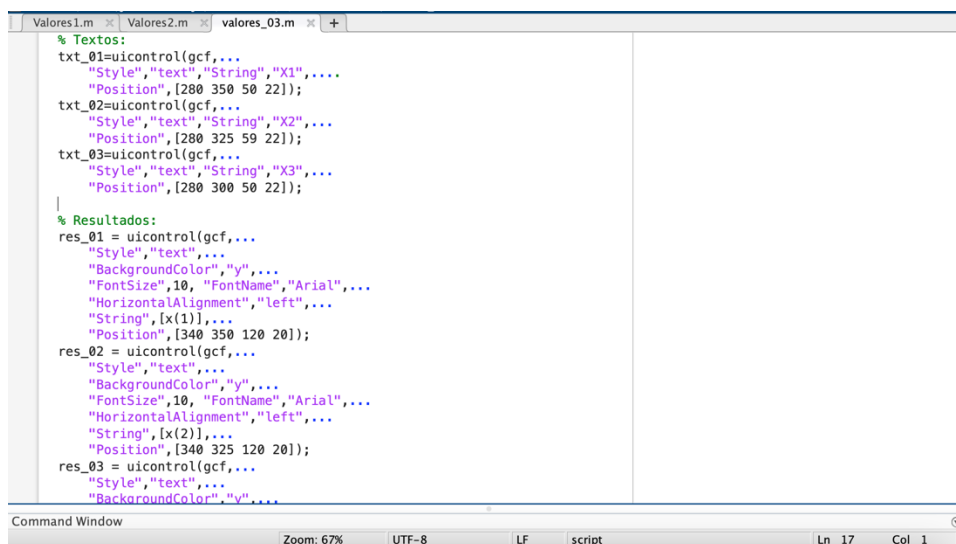 Valores1.m × Valores2.m × valores_03.m × +
% Textos:
txt_01=uicontrol(gcf,...
"Style","text","String","X1",....
"Position",[280 350 50 22]);
txt_02=uicontrol(gcf,...
"Style","text","String","X2",...
"Position",[280 325 59 22]);
txt_03=uicontrol(gcf,...
"Style","text","String","X3",...
"Position",[280 300 50 22]);
% Resultados:
res_01 = uicontrol(gcf,...
"Style","text",...
"BackgroundColor","y",...
"FontSize",10, "FontName","Arial",...
"HorizontalAlignment","left",...
"String",[x(1)],...
"Position",[340 350 120 20]);
res_02 = uicontrol(gcf,...
"Style","text",...
"BackgroundColor","y",...
"FontSize",10, "FontName","Arial",...
"HorizontalAlignment","left",...
"String",[x(2)],...
"Position",[340 325 120 20]);
res_03 = uicontrol(gcf,...
"Style","text",...
"BackgroundColor","y",...
Command Window
Zoom: 67% UTF-8 LF script Ln 17 Col 1